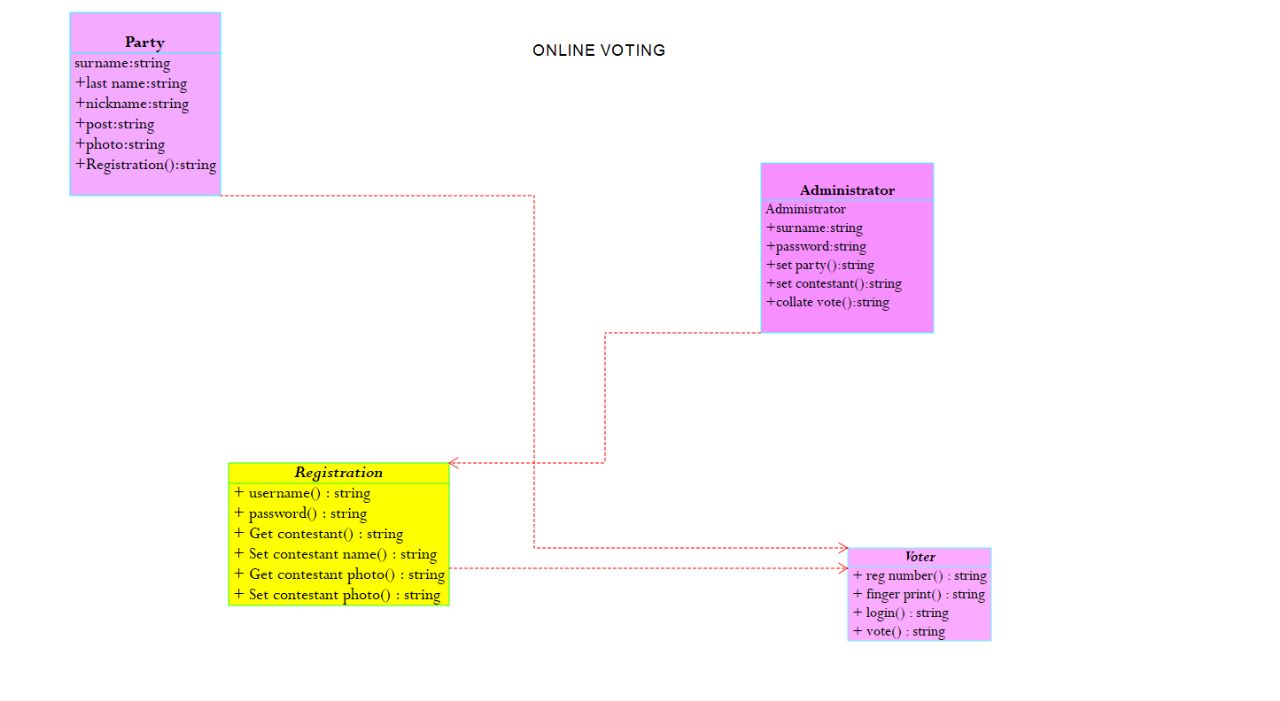 ONLINE VOTING
Party
surname:string
+last name:string
+nickname:string
+post:string
+photo:string
+Registration():string
Administrator
Administrator
+surname:string
+password:string
+set party():string
+set contestant():string
+collate vote():string
Registration
+ username() : string
+ password() : string
+ Get contestant() : string
+ Set contestant name() : string
+ Get contestant photo() : string
+ Set contestant photo() : string
Voter
+ reg number() : string
+ finger print() : string
+ login() : string
+ vote() : string